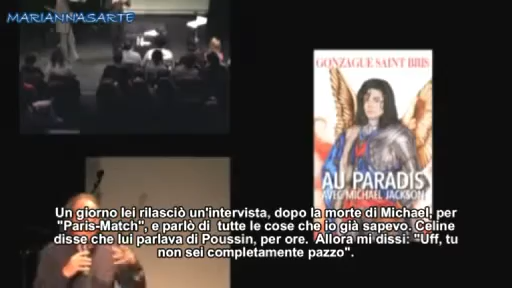 MARIANN'ASARTE
GONZAGUE SAINT BRIS
AU PARADIS
AVEC MICHAEL JACKSON
Un giorno lei rilasciò un'intervista, dopo la morte di Michael, per
"Paris-Match", e parlò di tutte le cose che io già sapevo. Celine
disse che lui parlava di Poussin, per ore. Allora mi dissi: "Uff, tu
non sei completamente pazzo".